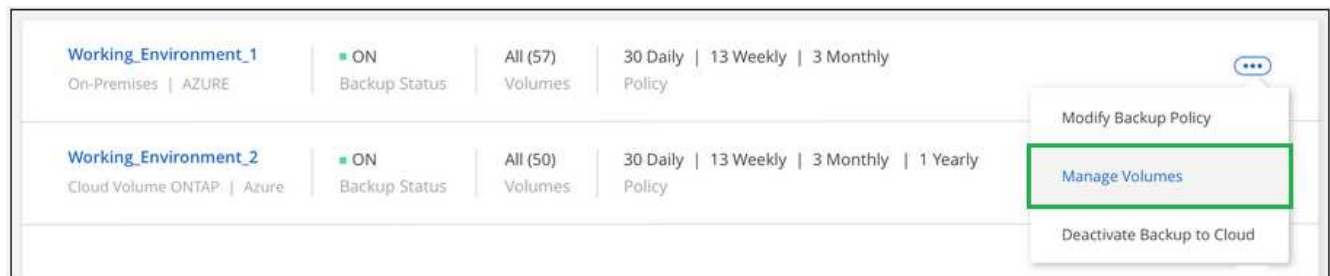 Working_Environment_1
On-Premises | AZURE
ON
Backup Status
All (57)
Volumes
30 Daily | 13 Weekly | 3 Monthly
Policy
Modify Backup Policy
Manage Volumes
Deactivate Backup to Cloud
Working_Environment_2
Cloud Volume ONTAP | Azure
ON
Backup Status
All (50)
Volumes
30 Daily | 13 Weekly | 3 Monthly | 1 Yearly
Policy